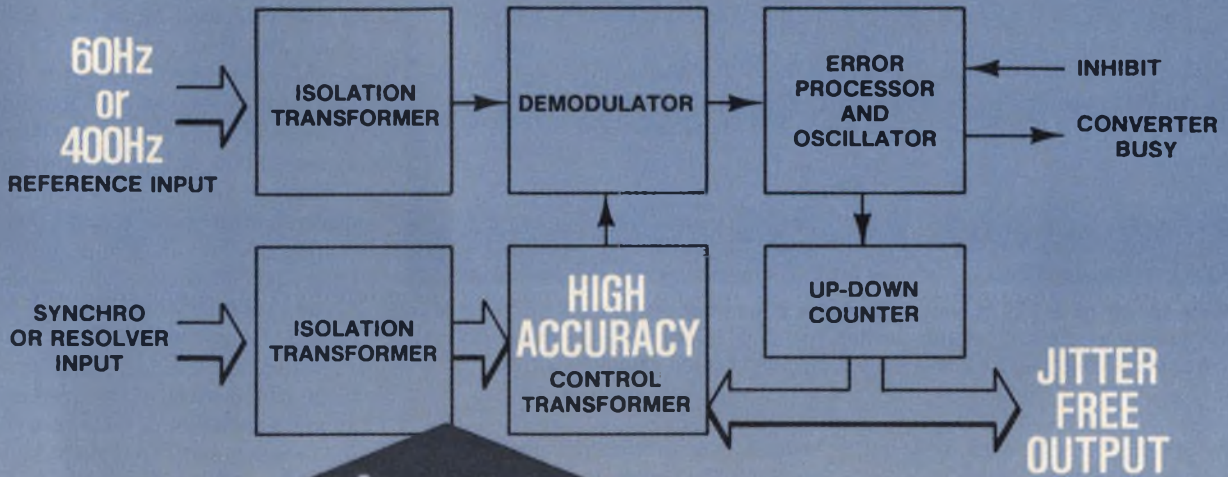 60Hz
or
400Hz
REFERENCE INPUT
ISOLATION
TRANSFORMER
DEMODULATOR
ERROR
PROCESSOR
AND
OSCILLATOR
INHIBIT
CONVERTER
BUSY
SYNCHRO
OR RESOLVER
INPUT
ISOLATION
TRANSFORMER
HIGH
ACCURACY
CONTROL
TRANSFORMER
UP-DOWN
COUNTER
JITTER
FREE
OUTPUT